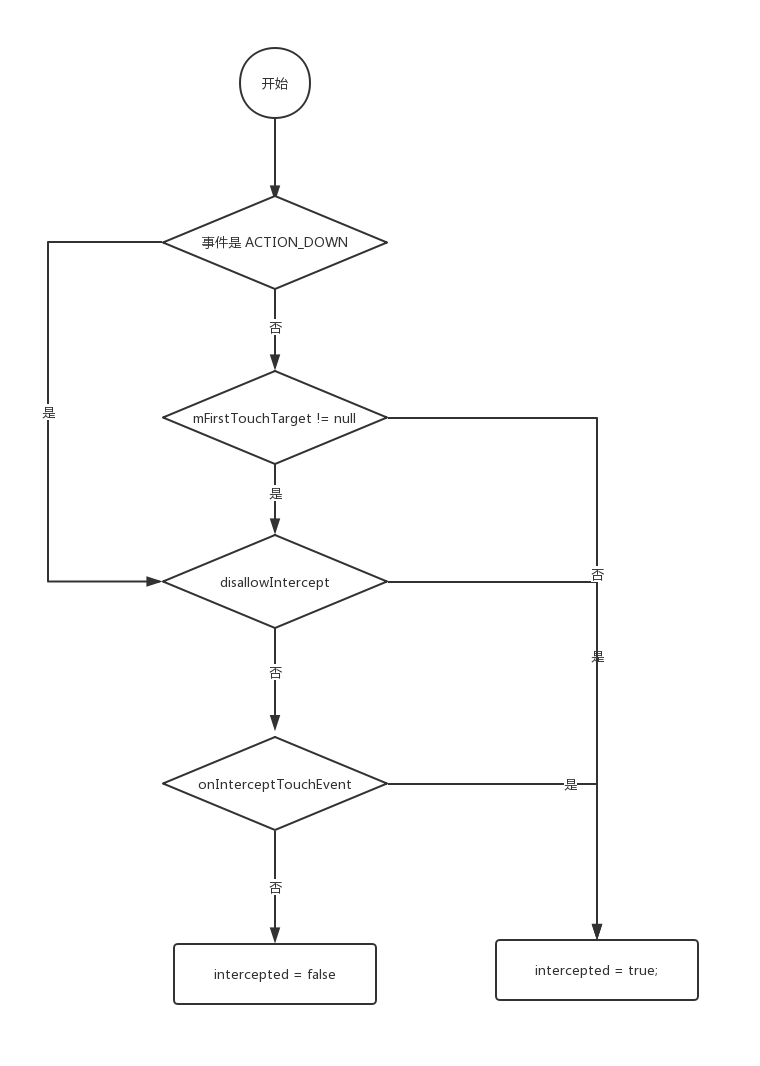 开始
事件是 ACTION_DOWN
否
是
mFirstTouchTarget != null
是
disallowIntercept
否
是
否
onInterceptTouchEvent
是
否
intercepted = false
intercepted = true;